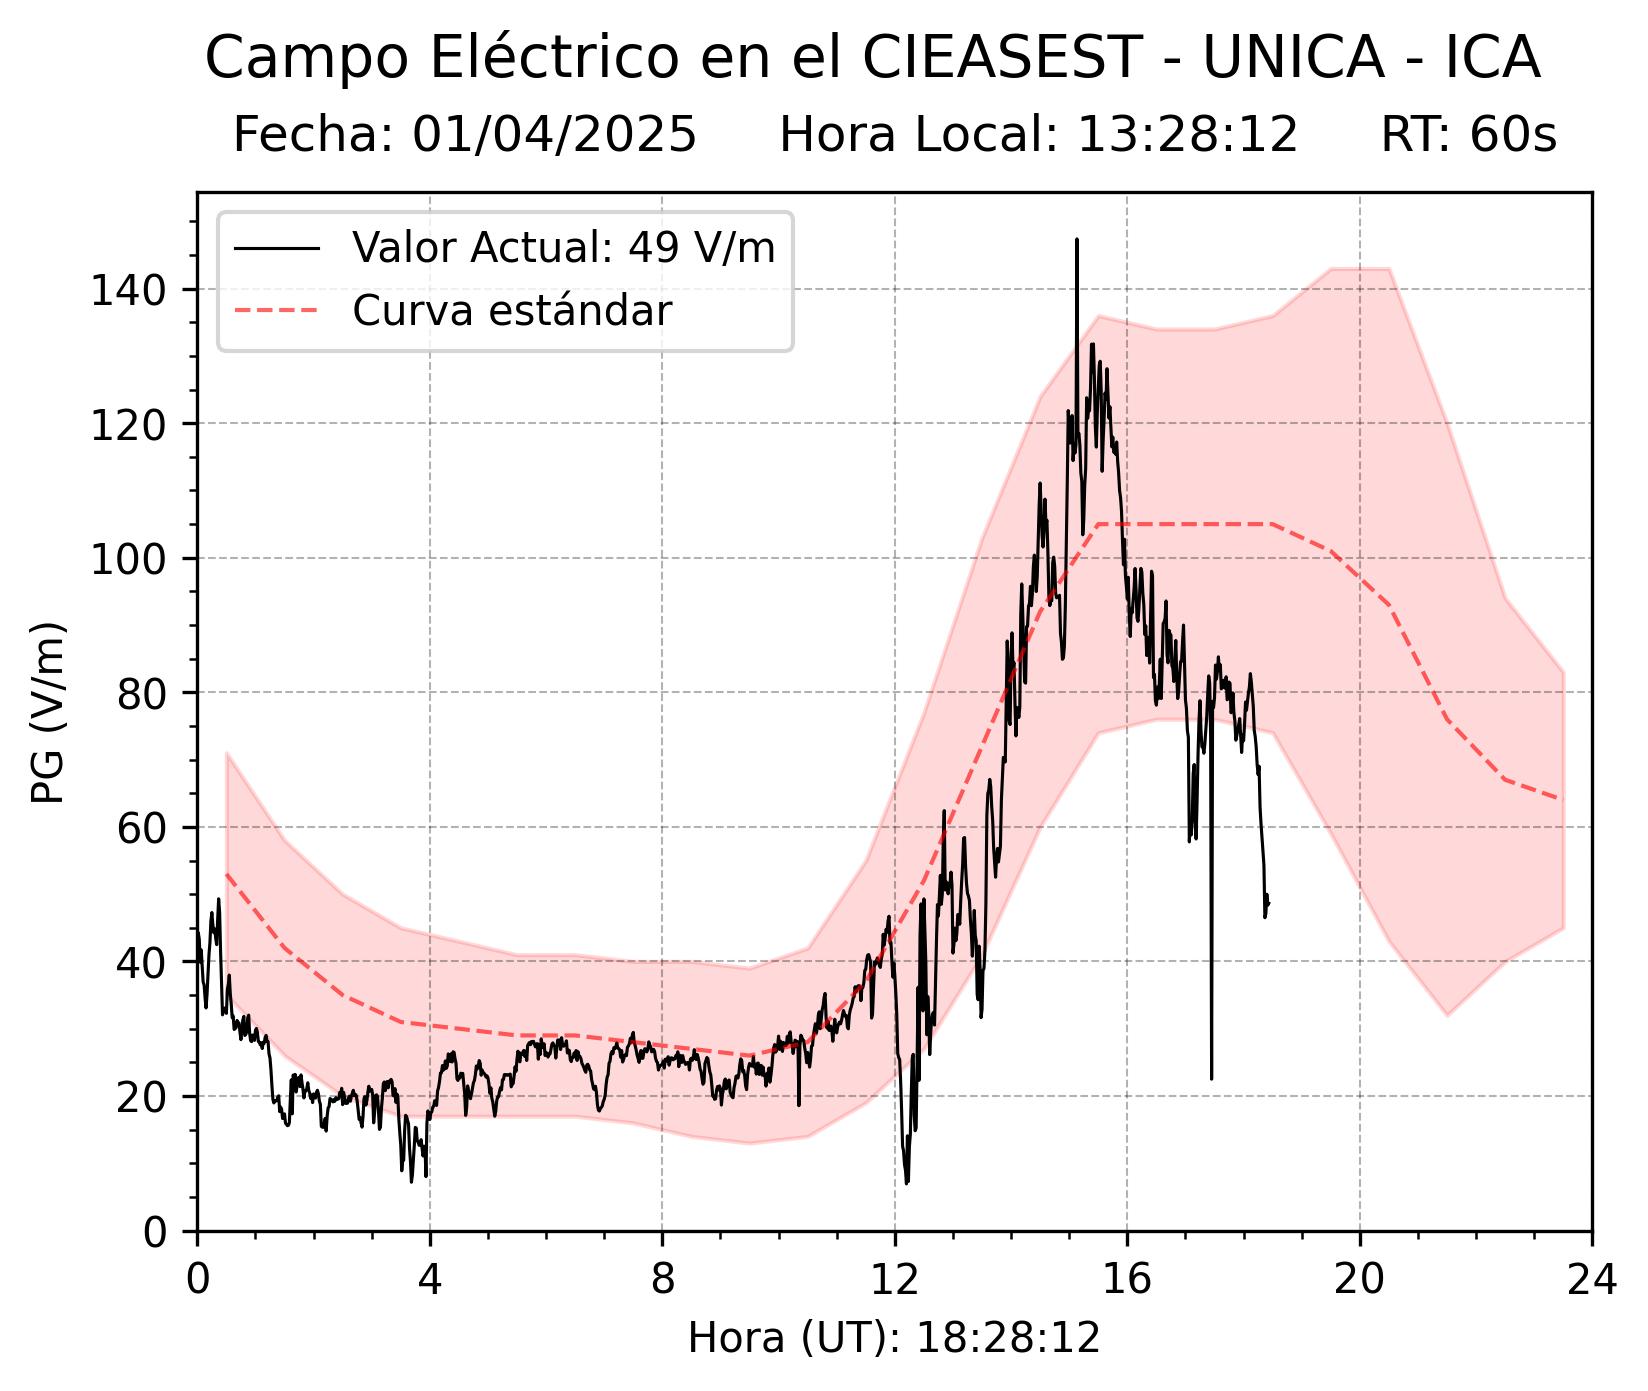 Campo Eléctrico en el CIEASEST - UNICA - ICA
Fecha: 01/04/2025 Hora Local: 13:28:12 RT: 60s
Valor Actual: 49 V/m
Curva estándar
PG (V/m)
140
120
100
80
60
40
20
0
0 4 8 12 16 20 24
Hora (UT): 18:28:12